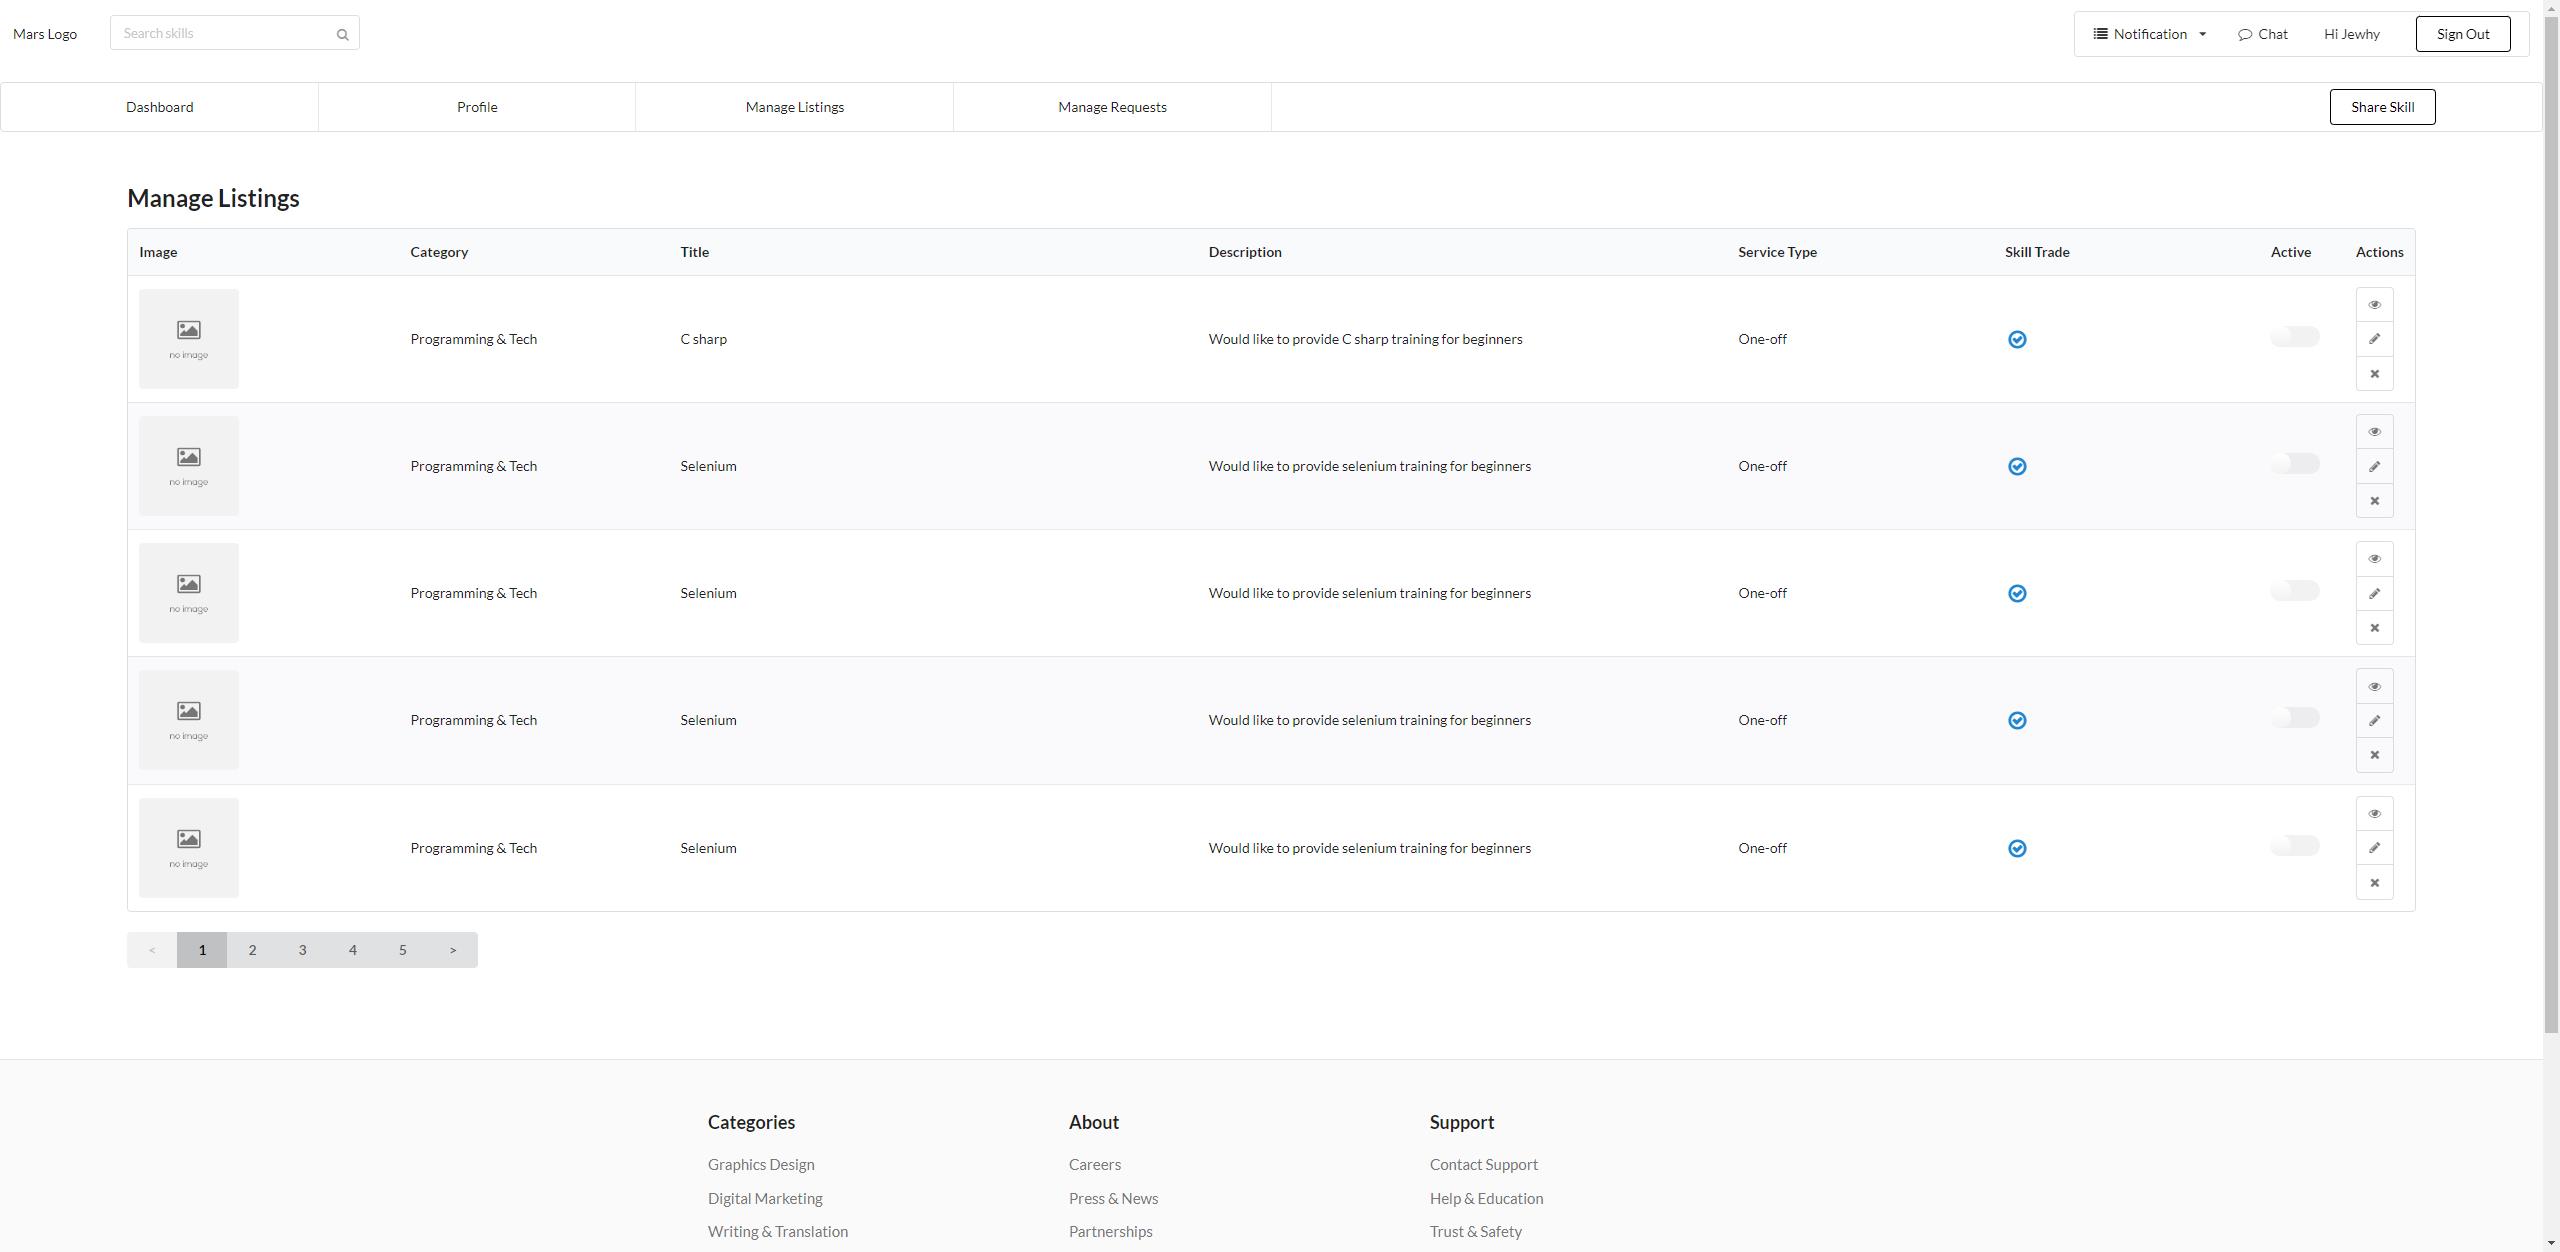 Mars Logo Search skills Notification Chat Hi Jewhy Sign Out
Dashboard Profile Manage Listings Manage Requests Share Skill
Manage Listings
Image Category Title Description Service Type Skill Trade Active Actions
no image Programming & Tech C sharp Would like to provide C sharp training for beginners One-off
no image Programming & Tech Selenium Would like to provide selenium training for beginners One-off
no image Programming & Tech Selenium Would like to provide selenium training for beginners One-off
no image Programming & Tech Selenium Would like to provide selenium training for beginners One-off
no image Programming & Tech Selenium Would like to provide selenium training for beginners One-off
< 1 2 3 4 5 >
Categories About Support
Graphics Design Careers Contact Support
Digital Marketing Press & News Help & Education
Writing & Translation Partnerships Trust & Safety